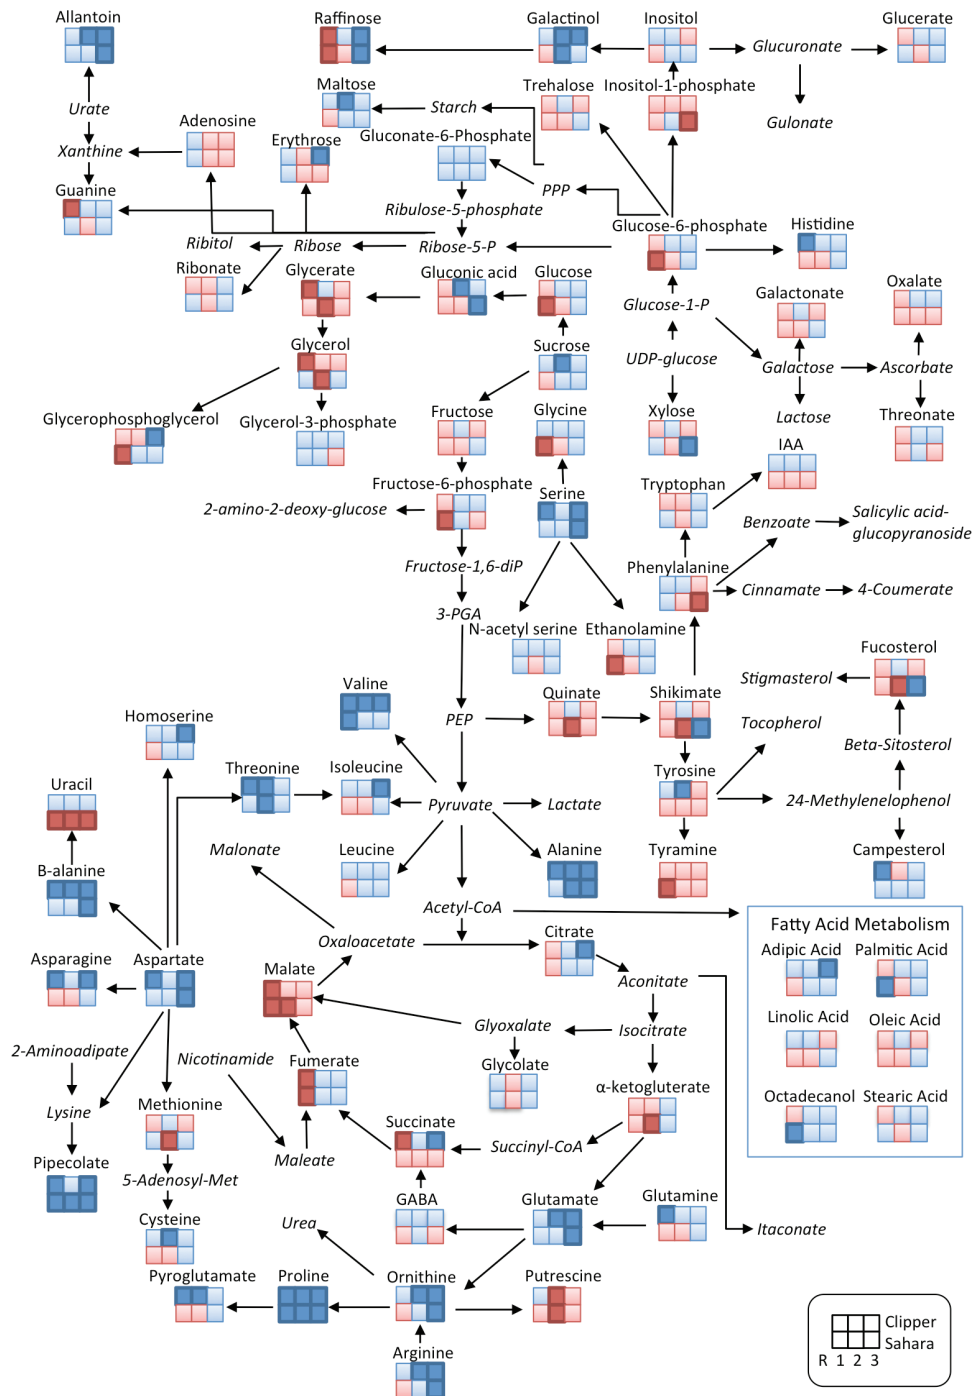 Allantoin
Raffinose
Galactinol
Inositol
Glucerate
Glucuronate
Maltose
Trehalose
Inositol-1-phosphate
Urate
Starch
Gulonate
Adenosine
Gluconate-6-Phosphate
Erythrose
Xanthine
PPP
Guanine
Ribulose-5-phosphate
Glucose-6-phosphate
Histidine
Ribitol
Ribose
Ribose-5-P
Ribonate
Glycerate
Gluconic acid
Glucose
Galactonate
Oxalate
Glucose-1-P
Glycerol
Sucrose
UDP-glucose
Galactose
Ascorbate
Glycerophosphoglycerol
Glycerol-3-phosphate
Fructose
Glycine
Xylose
Lactose
Threonate
IAA
Fructose-6-phosphate
Tryptophan
2-amino-2-deoxy-glucose
Serine
Benzoate
Salicylic acid-
glucopyranoside
Fructose-1,6-diP
Phenylalanine
Cinnamate
4-Coumerate
3-PGA
N-acetyl serine
Ethanolamine
Fucosterol
Stigmasterol
Valine
Quinate
Shikimate
Homoserine
PEP
Tocopherol
Beta-Sitosterol
Threonine
Isoleucine
Tyrosine
Uracil
Pyruvate
Lactate
24-Methylenelophenol
Malonate
Leucine
Alanine
Tyramine
Campesterol
B-alanine
Acetyl-CoA
Fatty Acid Metabolism
Oxaloacetate
Citrate
Adipic Acid
Palmitic Acid
Asparagine
Aspartate
Malate
Aconitate
Linolic Acid
Oleic Acid
Glyoxalate
Isocitrate
2-Aminoadipate
Nicotinamide
Fumerate
Glycolate
α-ketogluterate
Octadecanol
Stearic Acid
Lysine
Methionine
Succinate
Succinyl-CoA
Maleate
Pipecolate
5-Adenosyl-Met
GABA
Glutamate
Glutamine
Cysteine
Urea
Itaconate
Pyroglutamate
Proline
Ornithine
Putrescine
Arginine
Clipper
Sahara
R 1 2 3